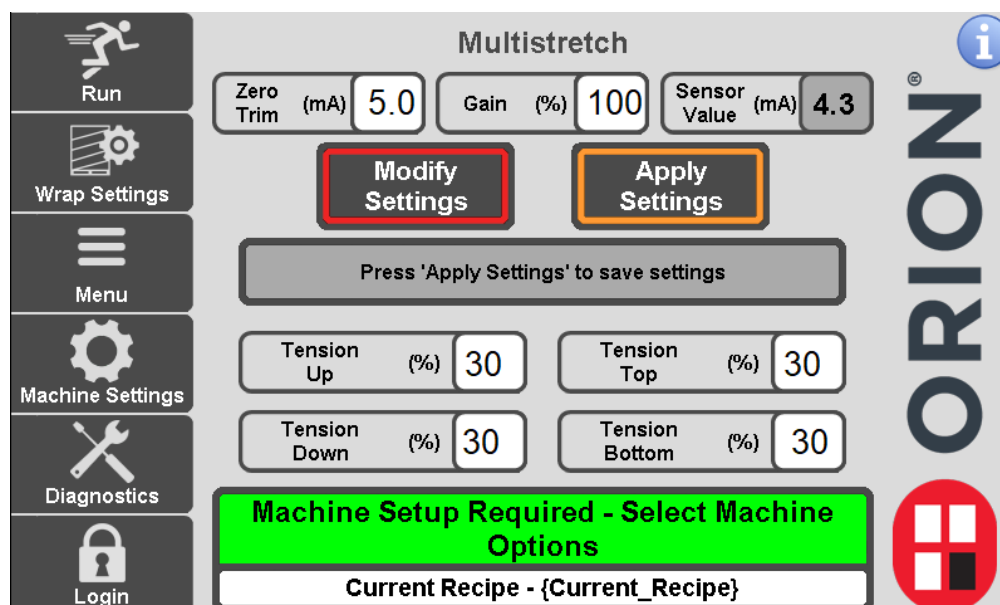 Multistretch
Run
Wrap Settings
Menu
Machine Settings
Diagnostics
Login
Zero
Trim
(mA)
5.0
Gain
(%)
100
Sensor
Value
(mA)
4.3
Modify
Settings
Apply
Settings
Press 'Apply Settings' to save settings
Tension
Up
(%)
30
Tension
Top
(%)
30
Tension
Down
(%)
30
Tension
Bottom
(%)
30
Machine Setup Required - Select Machine
Options
Current Recipe - {Current_Recipe}
i
ORION®